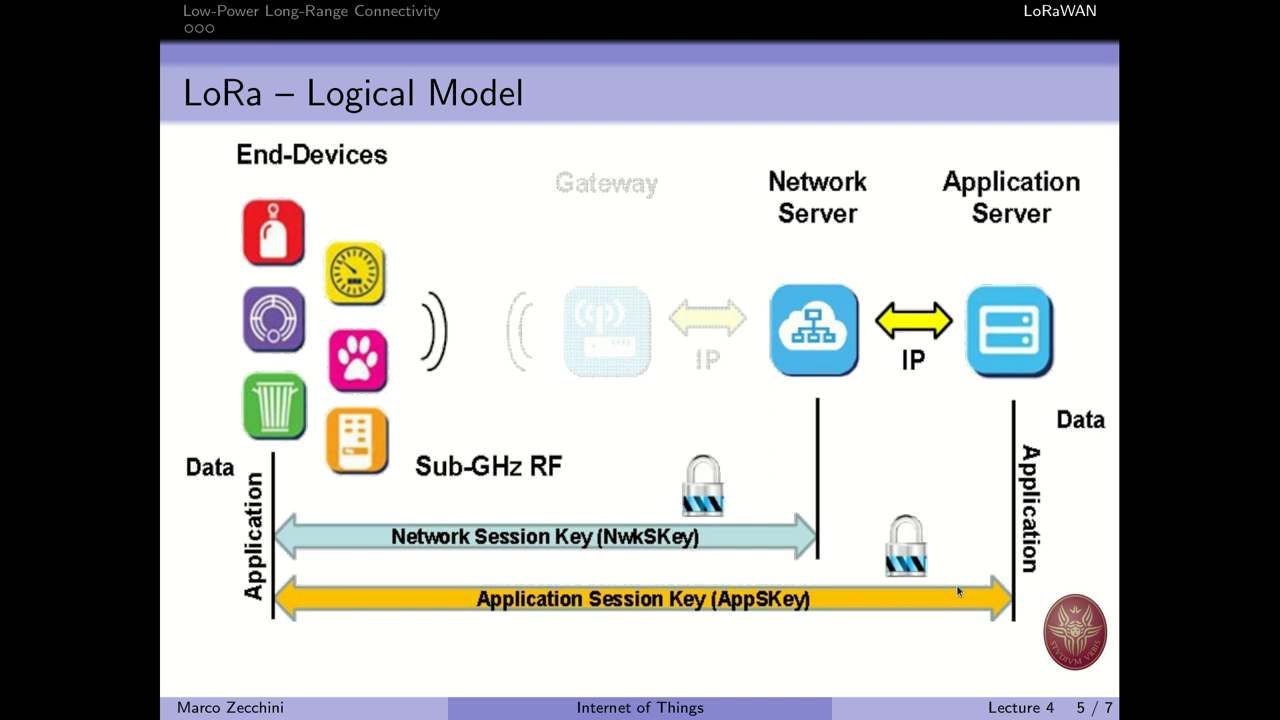 Low-Power Long-Range Connectivity
LoRaWAN
LoRa – Logical Model
End-Devices
Gateway
Network
Server
Application
Server
IP
IP
Data
Data
Sub-GHz RF
Application
Application
Network Session Key (NwkSKey)
Application Session Key (AppSKey)
STVDIVM VRBIS
Marco Zecchini
Internet of Things
Lecture 4
5 / 7